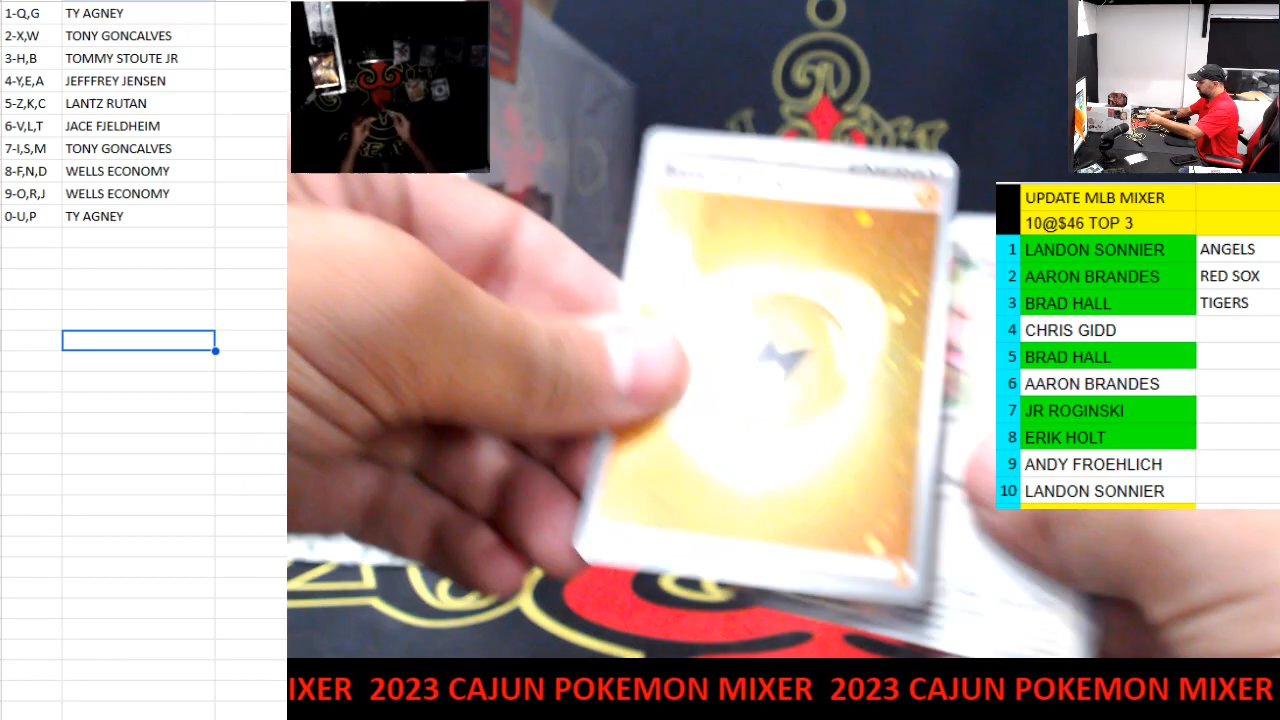 1-Q,G TY AGNEY
2-X,W TONY GONCALVES
3-H,B TOMMY STOUTE JR
4-Y,E,A JEFFFREY JENSEN
5-Z,K,C LANTZ RUTAN
6-V,L,T JACE FJELDHEIM
7-I,S,M TONY GONCALVES
8-F,N,D WELLS ECONOMY
9-O,R,J WELLS ECONOMY
0-U,P TY AGNEY
UPDATE MLB MIXER
10@$46 TOP 3
1 LANDON SONNIER ANGELS
2 AARON BRANDES RED SOX
3 BRAD HALL TIGERS
4 CHRIS GIDD
5 BRAD HALL
6 AARON BRANDES
7 JR ROGINSKI
8 ERIK HOLT
9 ANDY FROEHLICH
10 LANDON SONNIER
IXER 2023 CAJUN POKEMON MIXER 2023 CAJUN POKEMON MIXER